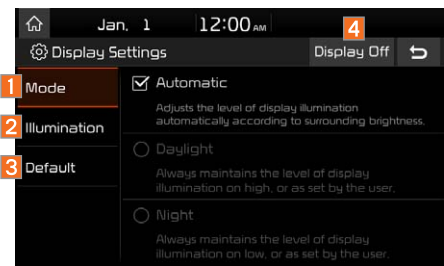 Jan. 1 12:00 AM
4
Display Settings Display Off
1 Mode
2 Illumination
3 Default
Automatic
Adjusts the level of display illumination
automatically according to surrounding brightness.
Daylight
Always maintains the level of display
illumination on high, or as set by the user.
Night
Always maintains the level of display
illumination on low, or as set by the user.